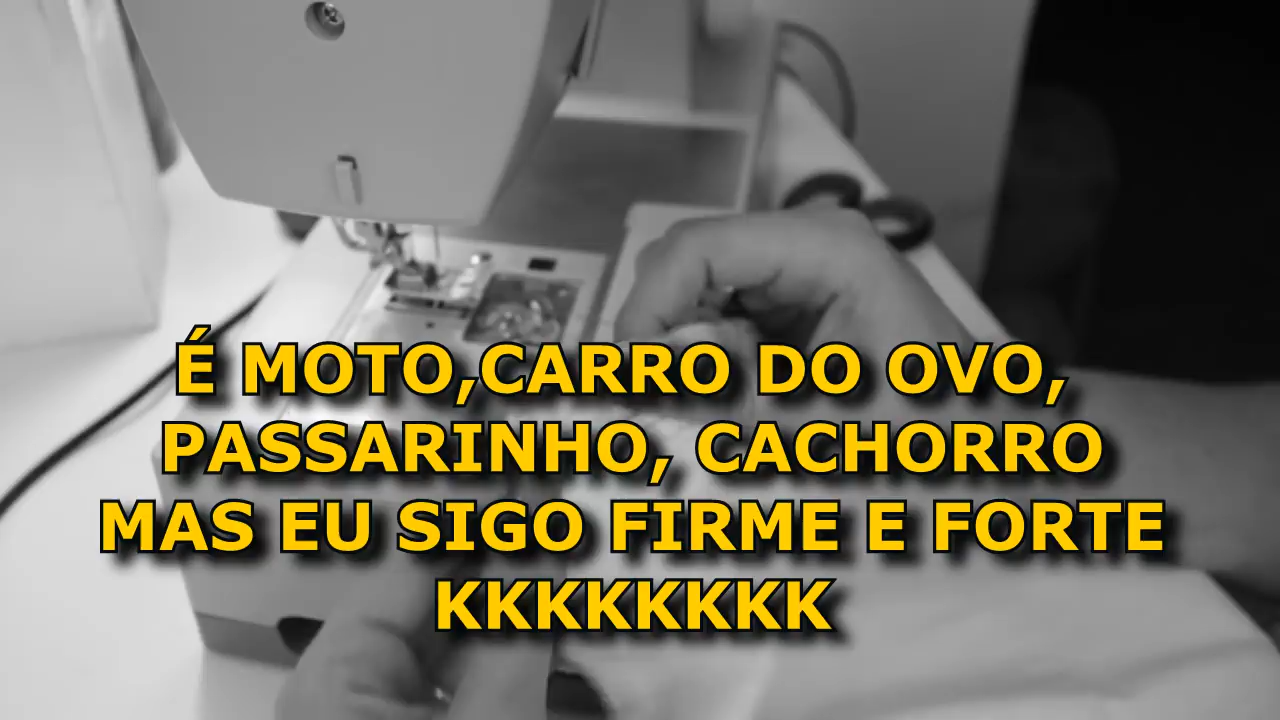 É MOTO,CARRO DO OVO,
PASSARINHO, CACHORRO
MAS EU SIGO FIRME E FORTE
KKKKKKKK